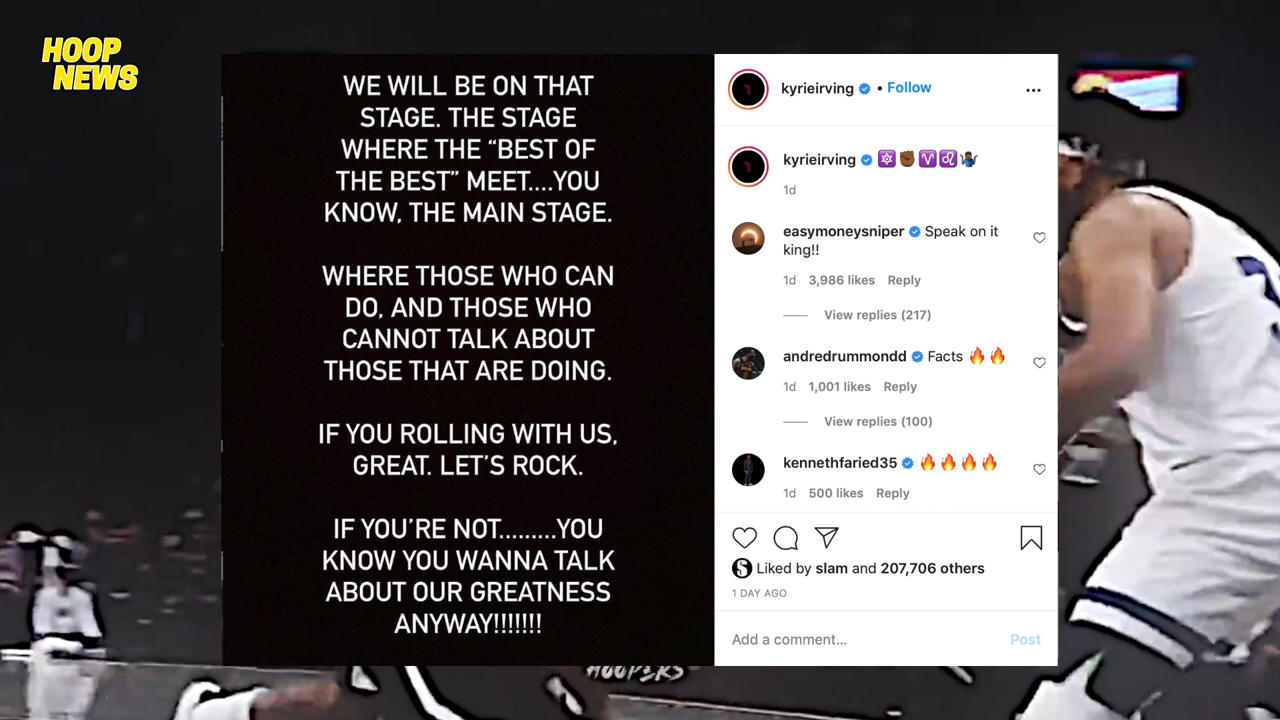 HOOP
NEWS
WE WILL BE ON THAT
STAGE. THE STAGE
WHERE THE “BEST OF
THE BEST” MEET....YOU
KNOW, THE MAIN STAGE.
WHERE THOSE WHO CAN
DO, AND THOSE WHO
CANNOT TALK ABOUT
THOSE THAT ARE DOING.
IF YOU ROLLING WITH US,
GREAT. LET’S ROCK.
IF YOU’RE NOT.........YOU
KNOW YOU WANNA TALK
ABOUT OUR GREATNESS
ANYWAY!!!!!!!
kyrieirving • Follow
kyrieirving 🔯✊🏾♈♌🤷🏾‍♂️
1d
easymoneysniper Speak on it
king!!
1d 3,986 likes Reply
View replies (217)
andredrummondd Facts 🔥🔥
1d 1,001 likes Reply
View replies (100)
kennethfaried35 🔥🔥🔥🔥
1d 500 likes Reply
Liked by slam and 207,706 others
1 DAY AGO
Add a comment... Post
HOOPERS